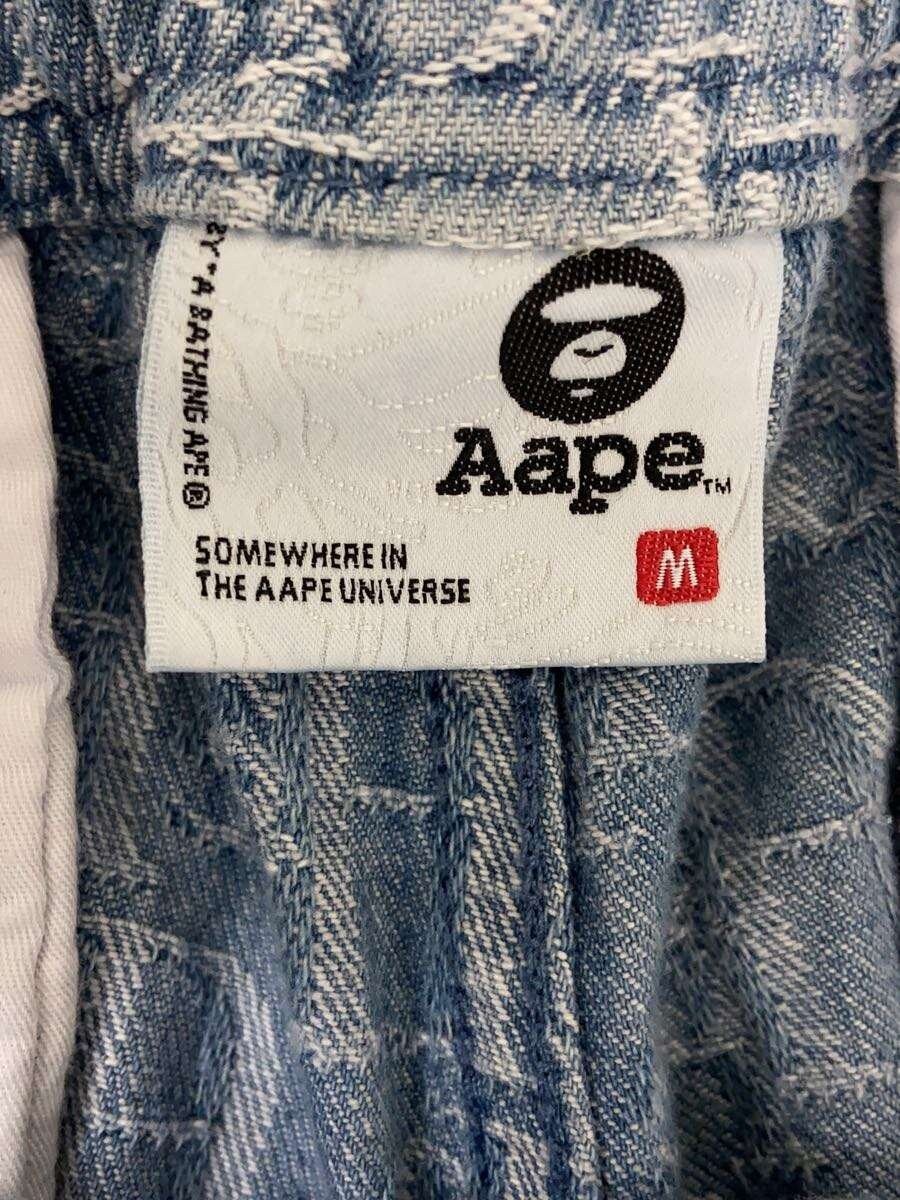 BY *A BATHING APE®
Aape™
SOMEWHERE IN
THE AAPE UNIVERSE
M